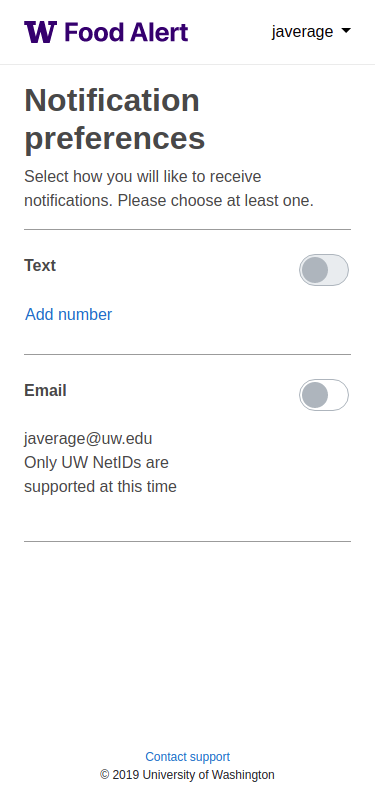 W Food Alert
javerage
Notification
preferences
Select how you will like to receive
notifications. Please choose at least one.
Text
Add number
Email
javerage@uw.edu
Only UW NetIDs are
supported at this time
Contact support
© 2019 University of Washington